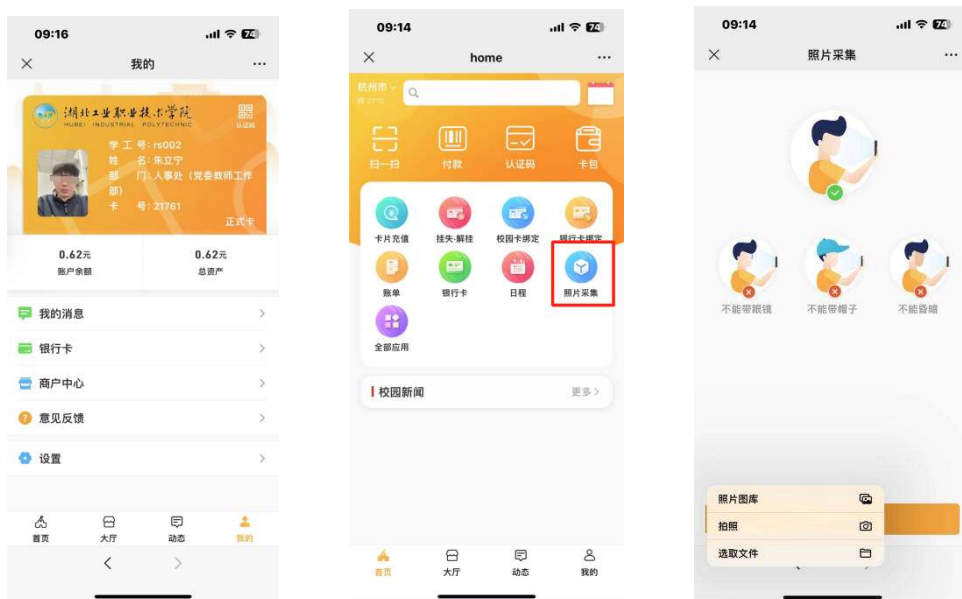 09:16
74
我的
湖北工业职业技术学院
HUBEI INDUSTRIAL POLYTECHNIC
认证码
学 工 号：rs002
姓 名：朱立宁
部 门：人事处（党委教师工作
部）
卡 号：21761
正式卡
0.62元
账户余额
0.62元
总资产
我的消息
银行卡
商户中心
意见反馈
设置
首页
大厅
动态
我的
09:14
74
home
杭州市
扫一扫
付款
认证码
卡包
卡片充值
挂失·解挂
校园卡绑定
银行卡绑定
账单
银行卡
日程
照片采集
全部应用
校园新闻
更多
首页
大厅
动态
我的
09:14
74
照片采集
不能带眼镜
不能带帽子
不能昏暗
照片图库
拍照
选取文件